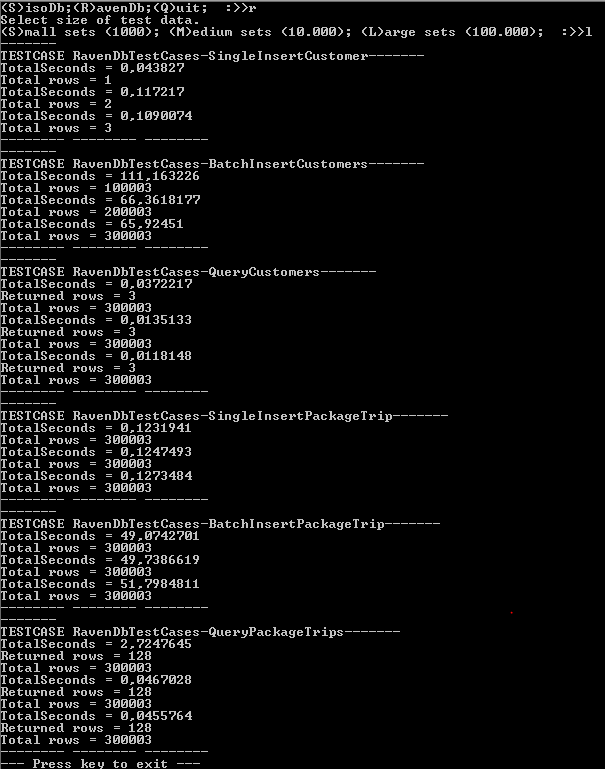 (S)isoDb;(R)avenDb;(Q)uit;  :>>r
Select size of test data.
(S)mall sets (1000); (M)edium sets (10.000); (L)arge sets (100.000);  :>>l
-------
TESTCASE RavenDbTestCases-SingleInsertCustomer-------
TotalSeconds = 0,043827
Total rows = 1
TotalSeconds = 0,117217
Total rows = 2
TotalSeconds = 0,1090074
Total rows = 3
-------- -------- --------
-------
TESTCASE RavenDbTestCases-BatchInsertCustomers-------
TotalSeconds = 111,163226
Total rows = 100003
TotalSeconds = 66,3618177
Total rows = 200003
TotalSeconds = 65,92451
Total rows = 300003
-------- -------- --------
-------
TESTCASE RavenDbTestCases-QueryCustomers-------
TotalSeconds = 0,0372217
Returned rows = 3
Total rows = 300003
TotalSeconds = 0,0135133
Returned rows = 3
Total rows = 300003
TotalSeconds = 0,0118148
Returned rows = 3
Total rows = 300003
-------- -------- --------
-------
TESTCASE RavenDbTestCases-SingleInsertPackageTrip-------
TotalSeconds = 0,1231941
Total rows = 300003
TotalSeconds = 0,1247493
Total rows = 300003
TotalSeconds = 0,1273484
Total rows = 300003
-------- -------- --------
-------
TESTCASE RavenDbTestCases-BatchInsertPackageTrip-------
TotalSeconds = 49,0742701
Total rows = 300003
TotalSeconds = 49,7386619
Total rows = 300003
TotalSeconds = 51,7984811
Total rows = 300003
-------- -------- --------
-------
TESTCASE RavenDbTestCases-QueryPackageTrips-------
TotalSeconds = 2,7247645
Returned rows = 128
Total rows = 300003
TotalSeconds = 0,0467028
Returned rows = 128
Total rows = 300003
TotalSeconds = 0,0455764
Returned rows = 128
Total rows = 300003
-------- -------- --------
--- Press key to exit ---